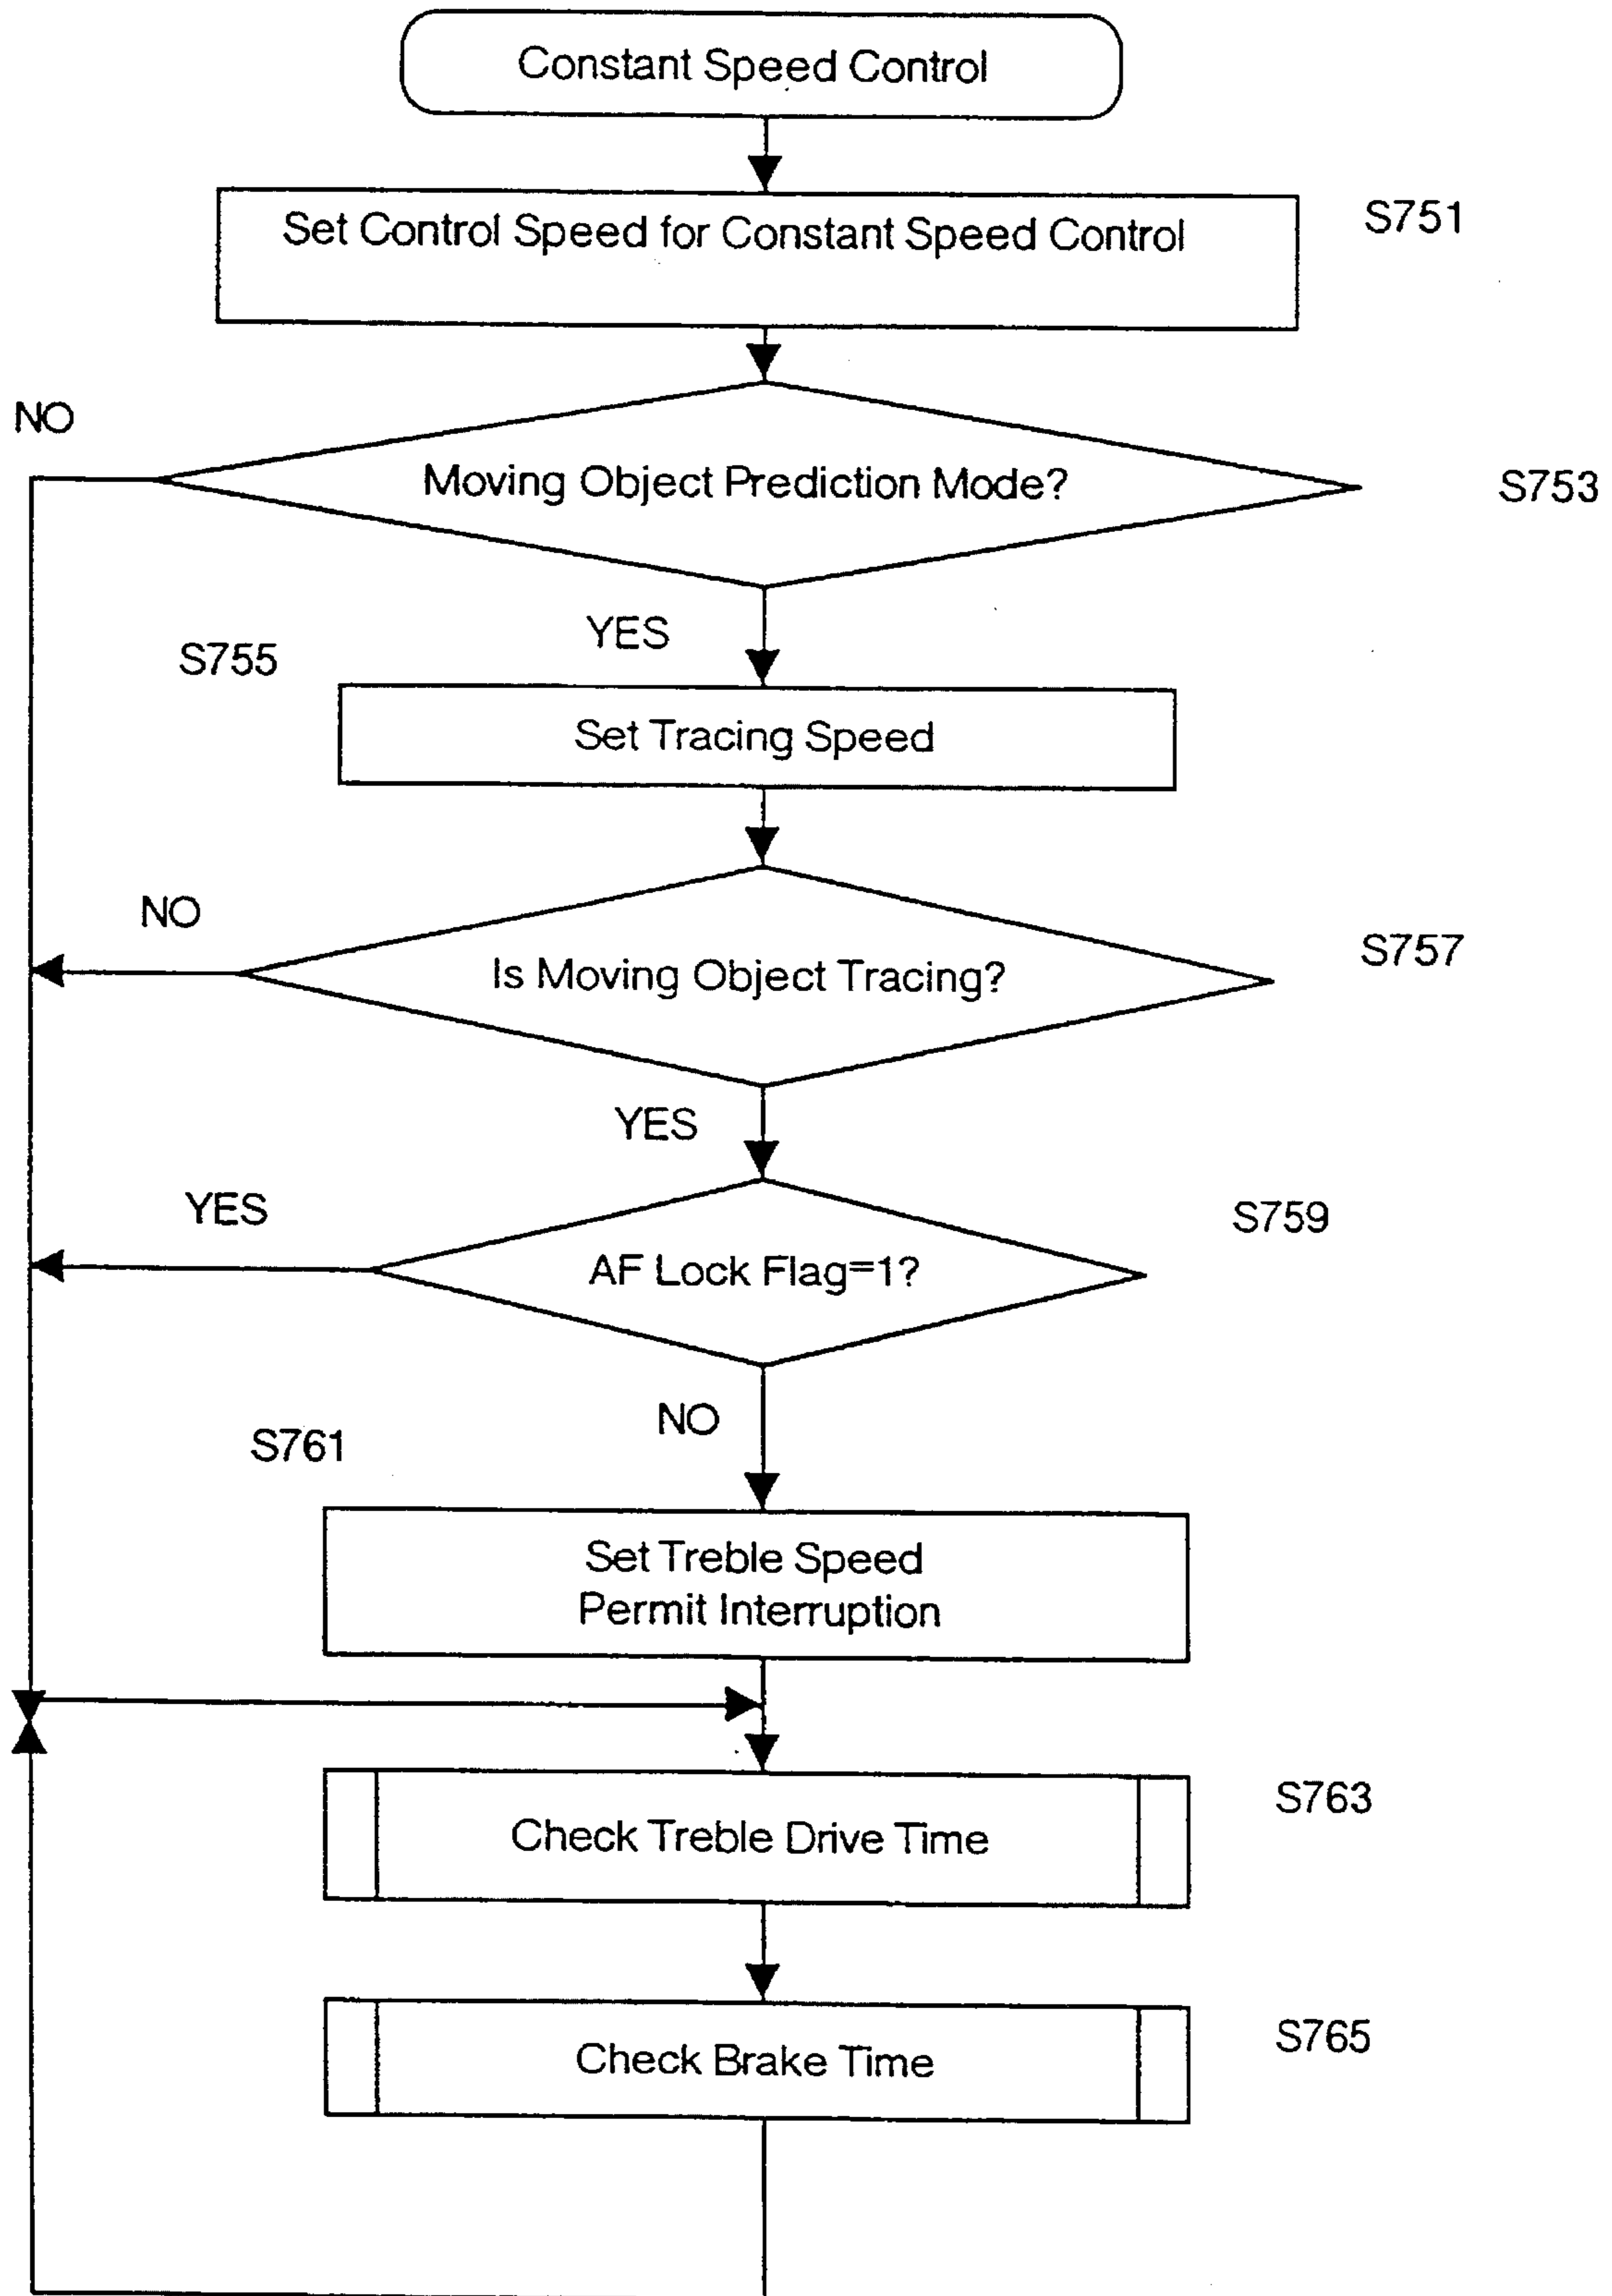 Constant Speed Control
Set Control Speed for Constant Speed Control
S751
NO
Moving Object Prediction Mode?
S753
YES
S755
Set Tracing Speed
NO
Is Moving Object Tracing?
S757
YES
YES
AF Lock Flag=1?
S759
NO
S761
Set Treble Speed
Permit Interruption
Check Treble Drive Time
S763
Check Brake Time
S765